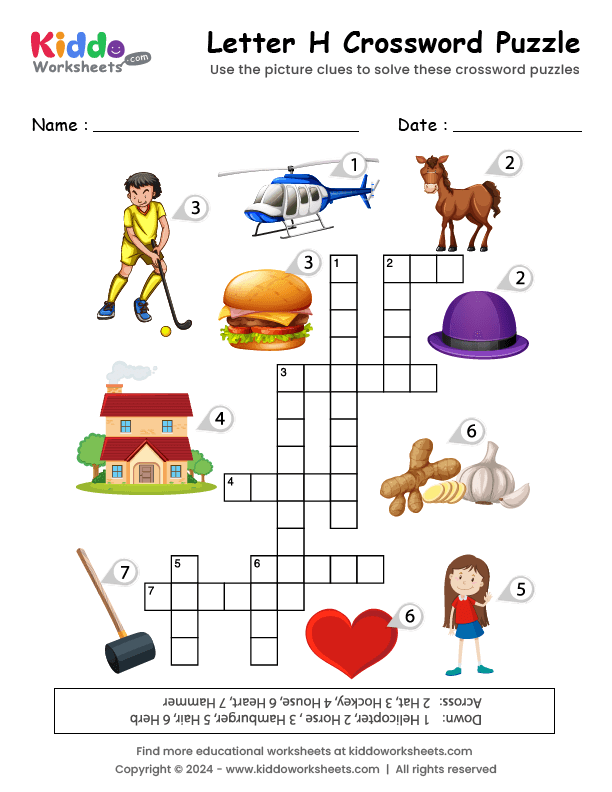 Kiddo
Worksheets.com
Letter H Crossword Puzzle
Use the picture clues to solve these crossword puzzles
Name :
Date :
1
2
3
3
1
2
2
3
4
6
4
5
6
7
7
5
6
Across: 2 Hat, 3 Hockey, 4 House, 6 Heart, 7 Hammer
Down: 1 Helicopter, 2 Horse , 3 Hamburger, 5 Hair, 6 Herb
Find more educational worksheets at kiddoworksheets.com
Copyright © 2024 - www.kiddoworksheets.com | All rights reserved